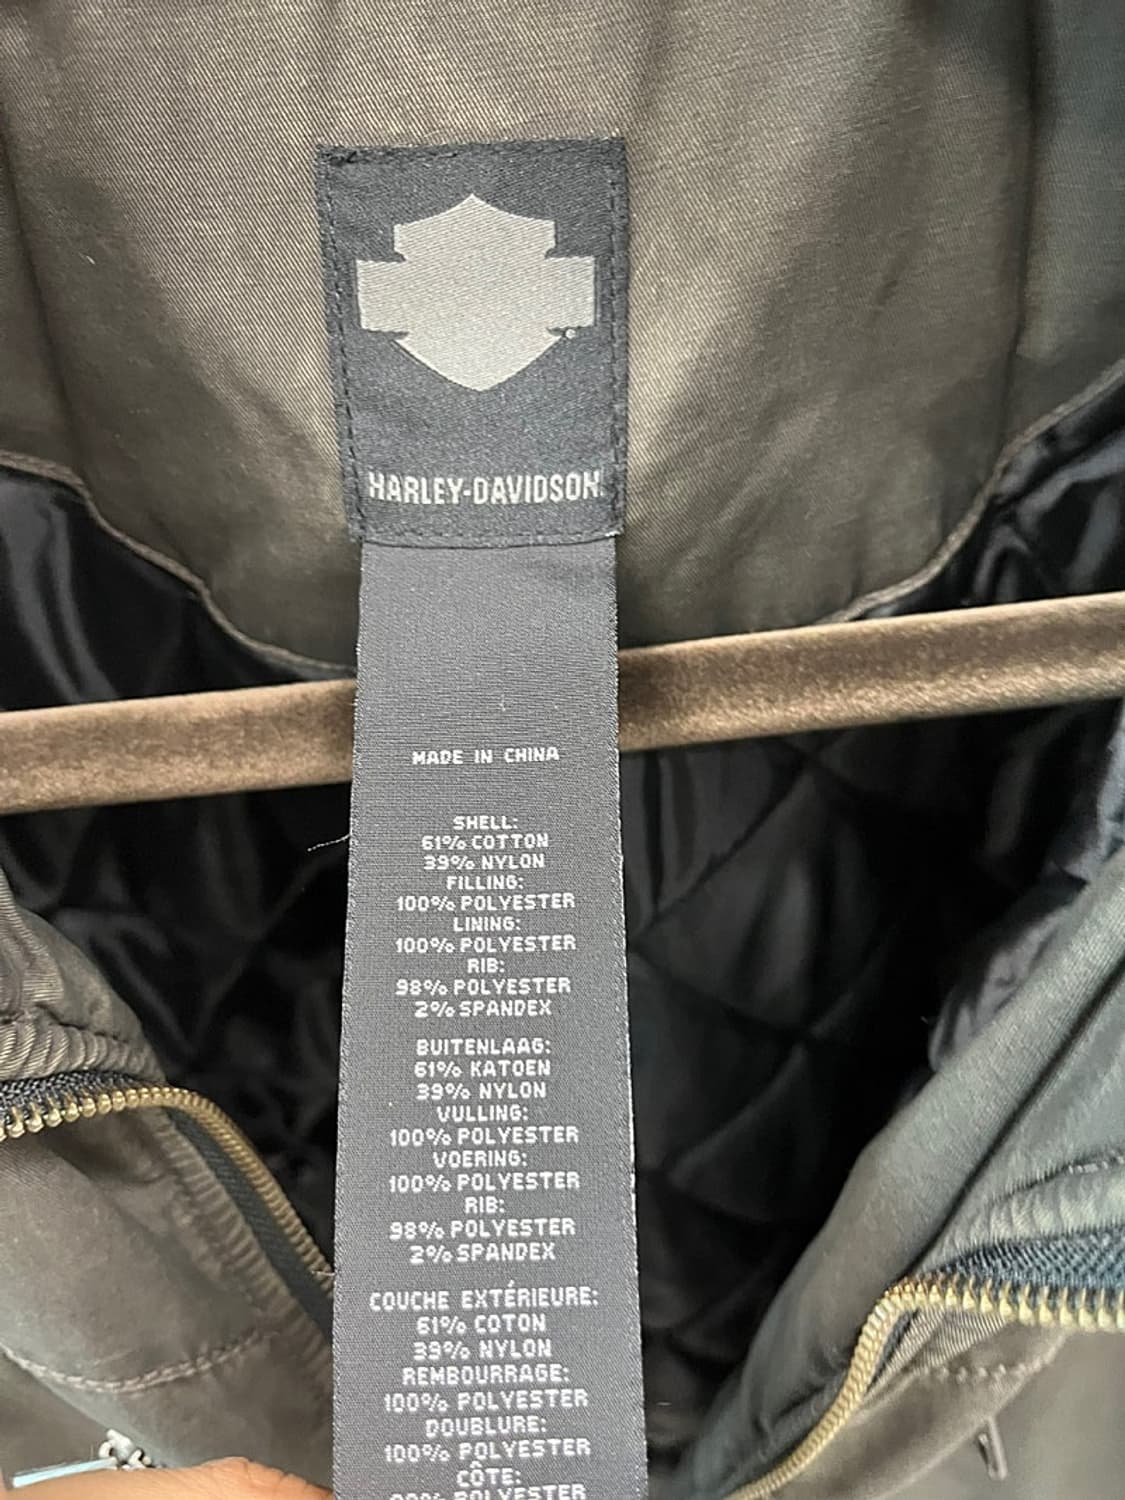 HARLEY-DAVIDSON
MADE IN CHINA
SHELL:
61% COTTON
39% NYLON
FILLING:
100% POLYESTER
LINING:
100% POLYESTER
RIB:
98% POLYESTER
2% SPANDEX
BUITENLAAG:
61% KATOEN
39% NYLON
VULLING:
100% POLYESTER
VOERING:
100% POLYESTER
RIB:
98% POLYESTER
2% SPANDEX
COUCHE EXTÉRIEURE:
61% COTON
39% NYLON
REMBOURRAGE:
100% POLYESTER
DOUBLURE:
100% POLYESTER
CÔTE:
98% POLYESTER